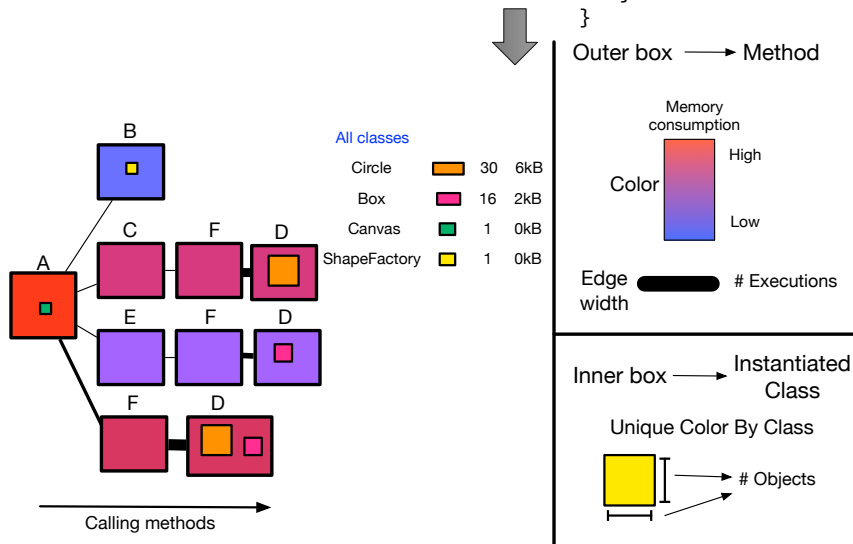 }
Outer box Method
Memory
consumption
High
Color
Low
Edge
width
# Executions
Inner box
Instantiated
Class
Unique Color By Class
# Objects
B
C F D
A
E F D
F D
Calling methods
All classes
Circle 30 6kB
Box 16 2kB
Canvas 1 0kB
ShapeFactory 1 0kB